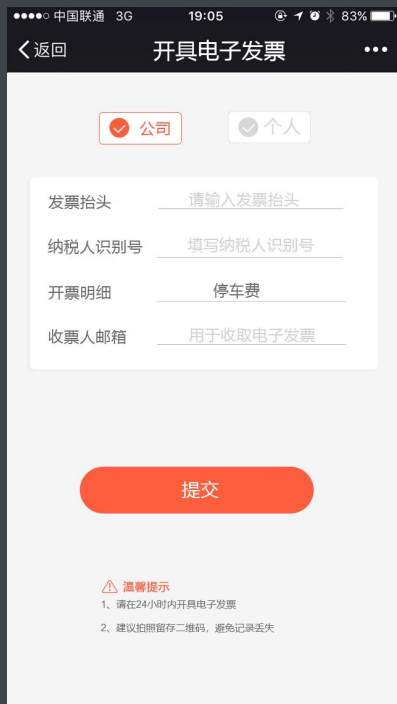 中国联通 3G 19:05 83%
返回 开具电子发票
公司 个人
发票抬头 请输入发票抬头
纳税人识别号 填写纳税人识别号
开票明细 停车费
收票人邮箱 用于收取电子发票
提交
温馨提示
1、请在24小时内开具电子发票
2、建议拍照留存二维码，避免记录丢失